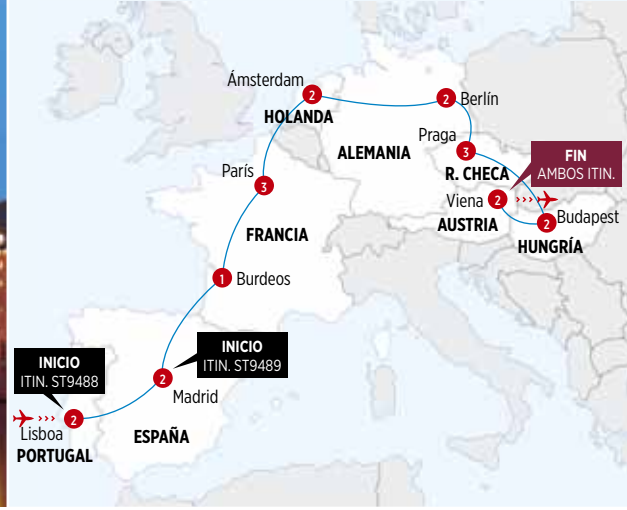 Ámsterdam
2
HOLANDA
2
Berlín
Praga
3
ALEMANIA
R. CHECA
FIN
AMBOS ITIN.
París
3
Viena
2
›››
AUSTRIA
2
Budapest
HUNGRÍA
FRANCIA
1
Burdeos
INICIO
ITIN. ST9489
INICIO
ITIN. ST9488
2
Madrid
›››
2
Lisboa
PORTUGAL
ESPAÑA